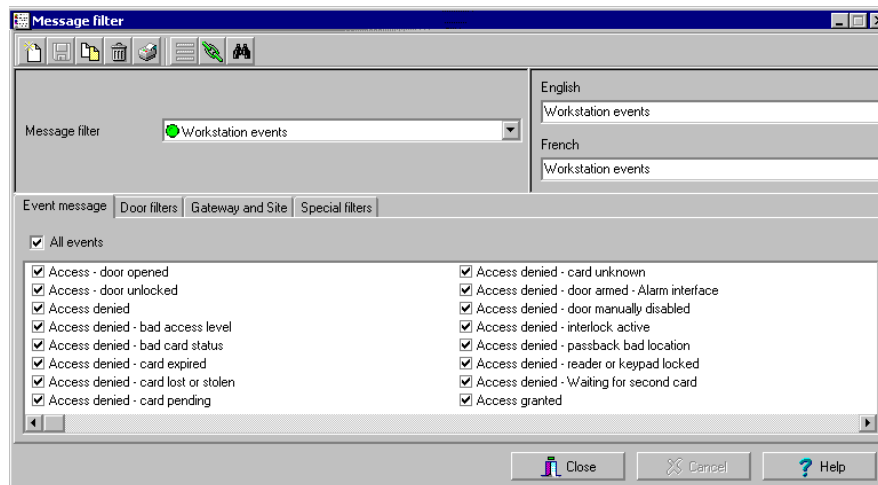 Message filter
English
Workstation events
Message filter
Workstation events
French
Workstation events
Event message Door filters Gateway and Site Special filters
All events
Access - door opened
Access - door unlocked
Access denied
Access denied - bad access level
Access denied - bad card status
Access denied - card expired
Access denied - card lost or stolen
Access denied - card pending
Access denied - card unknown
Access denied - door armed - Alarm interface
Access denied - door manually disabled
Access denied - interlock active
Access denied - passback bad location
Access denied - reader or keypad locked
Access denied - Waiting for second card
Access granted
Close Cancel Help